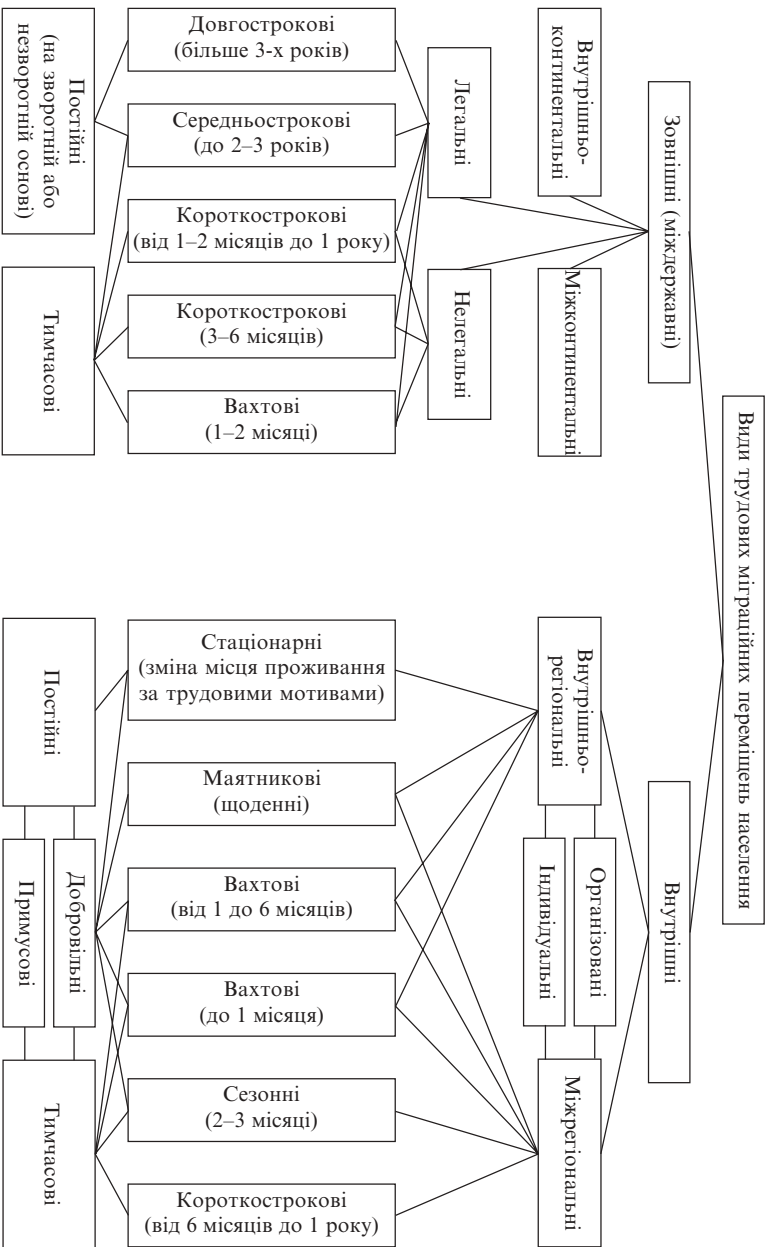 Види трудових міграційних переміщень населення
Зовнішні (міждержавні)
Внутрішні
Внутрішньо-
континентальні
Міжконтинентальні
Легальні
Нелегальні
Довгострокові
(більше 3-х років)
Середньострокові
(до 2–3 років)
Короткострокові
(від 1–2 місяців до 1 року)
Короткострокові
(3–6 місяців)
Вахтові
(1–2 місяці)
Постійні
(на зворотній або
незворотній основі)
Тимчасові
Внутрішньо-
регіональні
Організовані
Індивідуальні
Міжрегіональні
Стаціонарні
(зміна місця проживання
за трудовими мотивами)
Маятникові
(щоденні)
Вахтові
(від 1 до 6 місяців)
Вахтові
(до 1 місяця)
Сезонні
(2–3 місяці)
Короткострокові
(від 6 місяців до 1 року)
Постійні
Добровільні
Примусові
Тимчасові